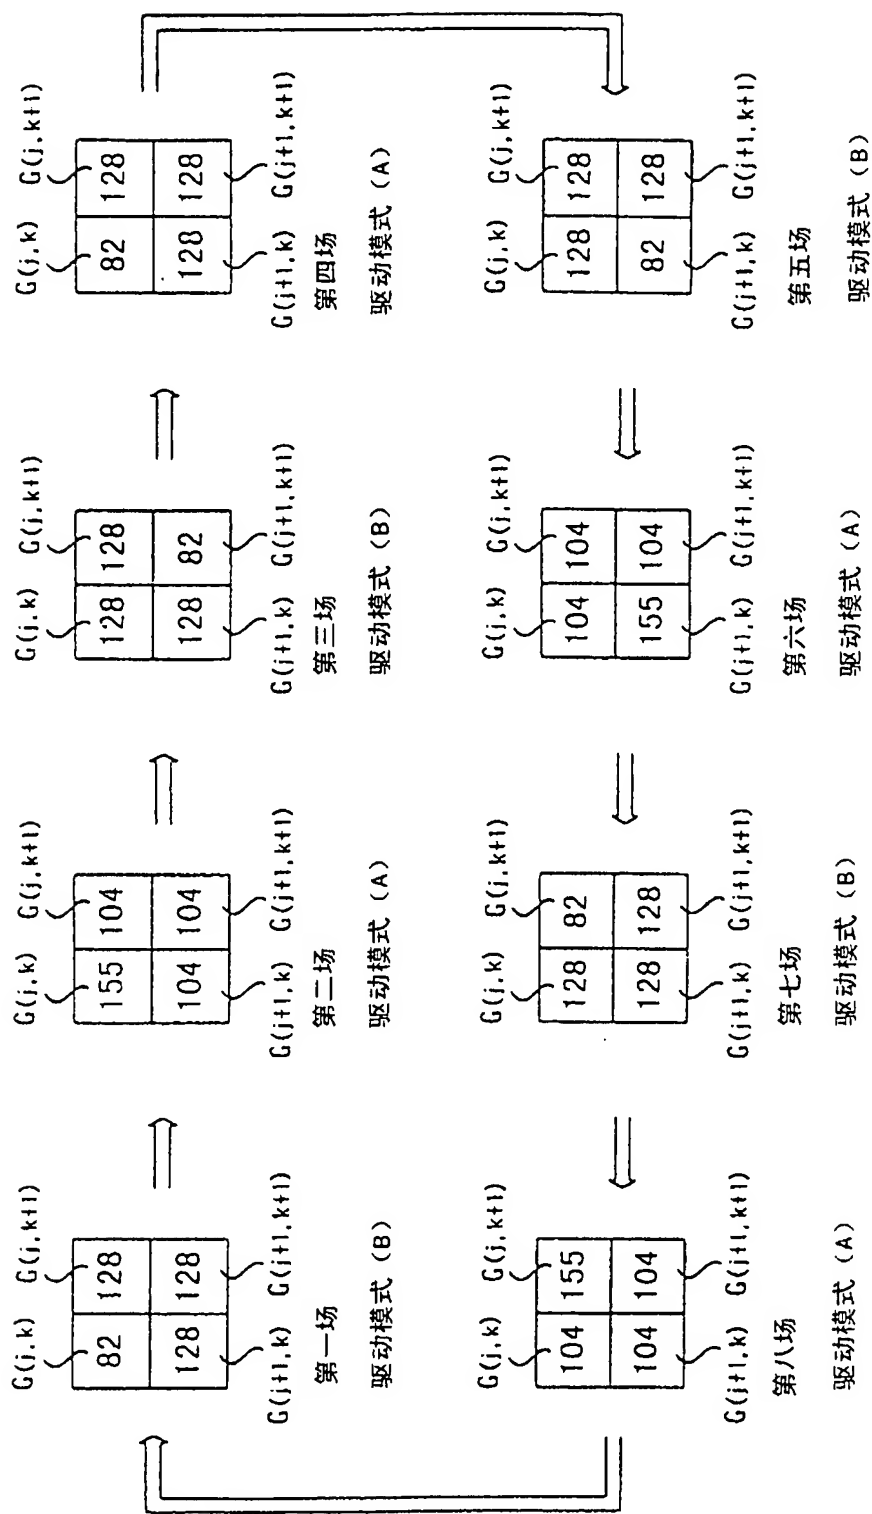 G(j,k) G(j,k+1)
82 128
128 128
G(j+1,k) G(j+1,k+1)
第一场
驱动模式（B）
G(j,k) G(j,k+1)
155 104
104 104
G(j+1,k) G(j+1,k+1)
第二场
驱动模式（A）
G(j,k) G(j,k+1)
128 128
128 82
G(j+1,k) G(j+1,k+1)
第三场
驱动模式（B）
G(j,k) G(j,k+1)
82 128
128 128
G(j+1,k) G(j+1,k+1)
第四场
驱动模式（A）
G(j,k) G(j,k+1)
128 128
82 128
G(j+1,k) G(j+1,k+1)
第五场
驱动模式（B）
G(j,k) G(j,k+1)
104 104
155 104
G(j+1,k) G(j+1,k+1)
第六场
驱动模式（A）
G(j,k) G(j,k+1)
128 82
128 128
G(j+1,k) G(j+1,k+1)
第七场
驱动模式（B）
G(j,k) G(j,k+1)
104 155
104 104
G(j+1,k) G(j+1,k+1)
第八场
驱动模式（A）